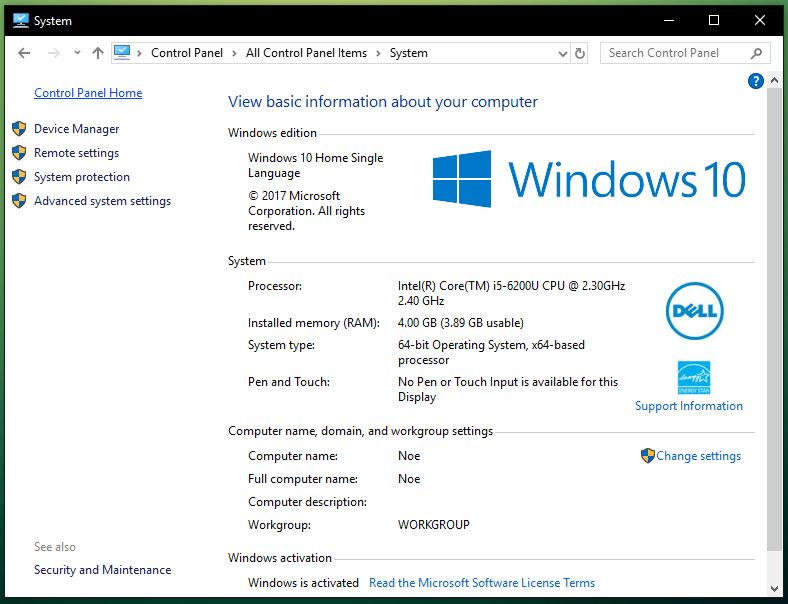 System
Control Panel > All Control Panel Items > System
Search Control Panel
?
Control Panel Home
Device Manager
Remote settings
System protection
Advanced system settings
See also
Security and Maintenance
View basic information about your computer
Windows edition
Windows 10 Home Single
Language
© 2017 Microsoft
Corporation. All rights
reserved.
Windows 10
System
Processor: Intel(R) Core(TM) i5-6200U CPU @ 2.30GHz
2.40 GHz
Installed memory (RAM): 4.00 GB (3.89 GB usable)
System type: 64-bit Operating System, x64-based
processor
Pen and Touch: No Pen or Touch Input is available for this
Display
DELL
ENERGY STAR
Support Information
Computer name, domain, and workgroup settings
Computer name: Noe
Change settings
Full computer name: Noe
Computer description:
Workgroup: WORKGROUP
Windows activation
Windows is activated Read the Microsoft Software License Terms